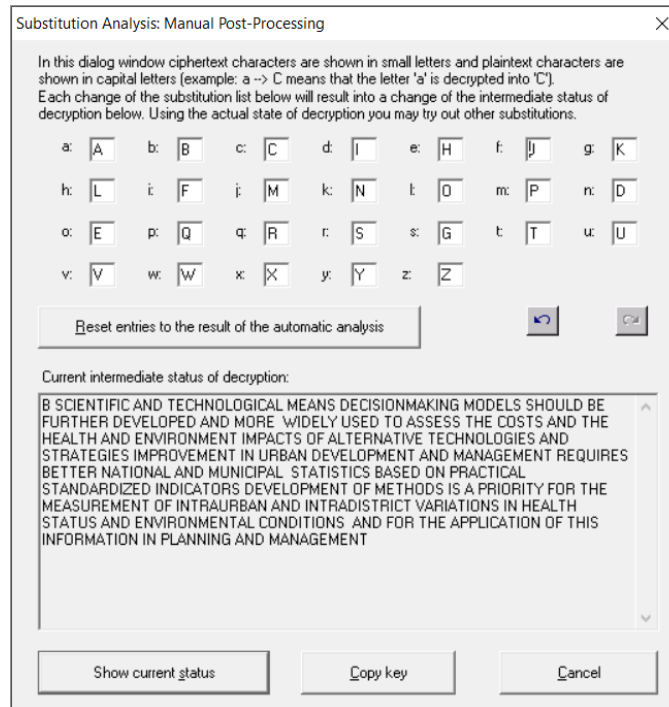 Substitution Analysis: Manual Post-Processing
In this dialog window ciphertext characters are shown in small letters and plaintext characters are
shown in capital letters (example: a --> C means that the letter 'a' is decrypted into 'C').
Each change of the substitution list below will result into a change of the intermediate status of
decryption below. Using the actual state of decryption you may try out other substitutions.
a: A b: B c: C d: I e: H f: J g: K
h: L i: F j: M k: N l: O m: P n: D
o: E p: Q q: R r: S s: G t: T u: U
v: V w: W x: X y: Y z: Z
Reset entries to the result of the automatic analysis
Current intermediate status of decryption:
B SCIENTIFIC AND TECHNOLOGICAL MEANS DECISIONMAKING MODELS SHOULD BE
FURTHER DEVELOPED AND MORE WIDELY USED TO ASSESS THE COSTS AND THE
HEALTH AND ENVIRONMENT IMPACTS OF ALTERNATIVE TECHNOLOGIES AND
STRATEGIES IMPROVEMENT IN URBAN DEVELOPMENT AND MANAGEMENT REQUIRES
BETTER NATIONAL AND MUNICIPAL STATISTICS BASED ON PRACTICAL
STANDARDIZED INDICATORS DEVELOPMENT OF METHODS IS A PRIORITY FOR THE
MEASUREMENT OF INTRAURBAN AND INTRADISTRICT VARIATIONS IN HEALTH
STATUS AND ENVIRONMENTAL CONDITIONS AND FOR THE APPLICATION OF THIS
INFORMATION IN PLANNING AND MANAGEMENT
Show current status Copy key Cancel